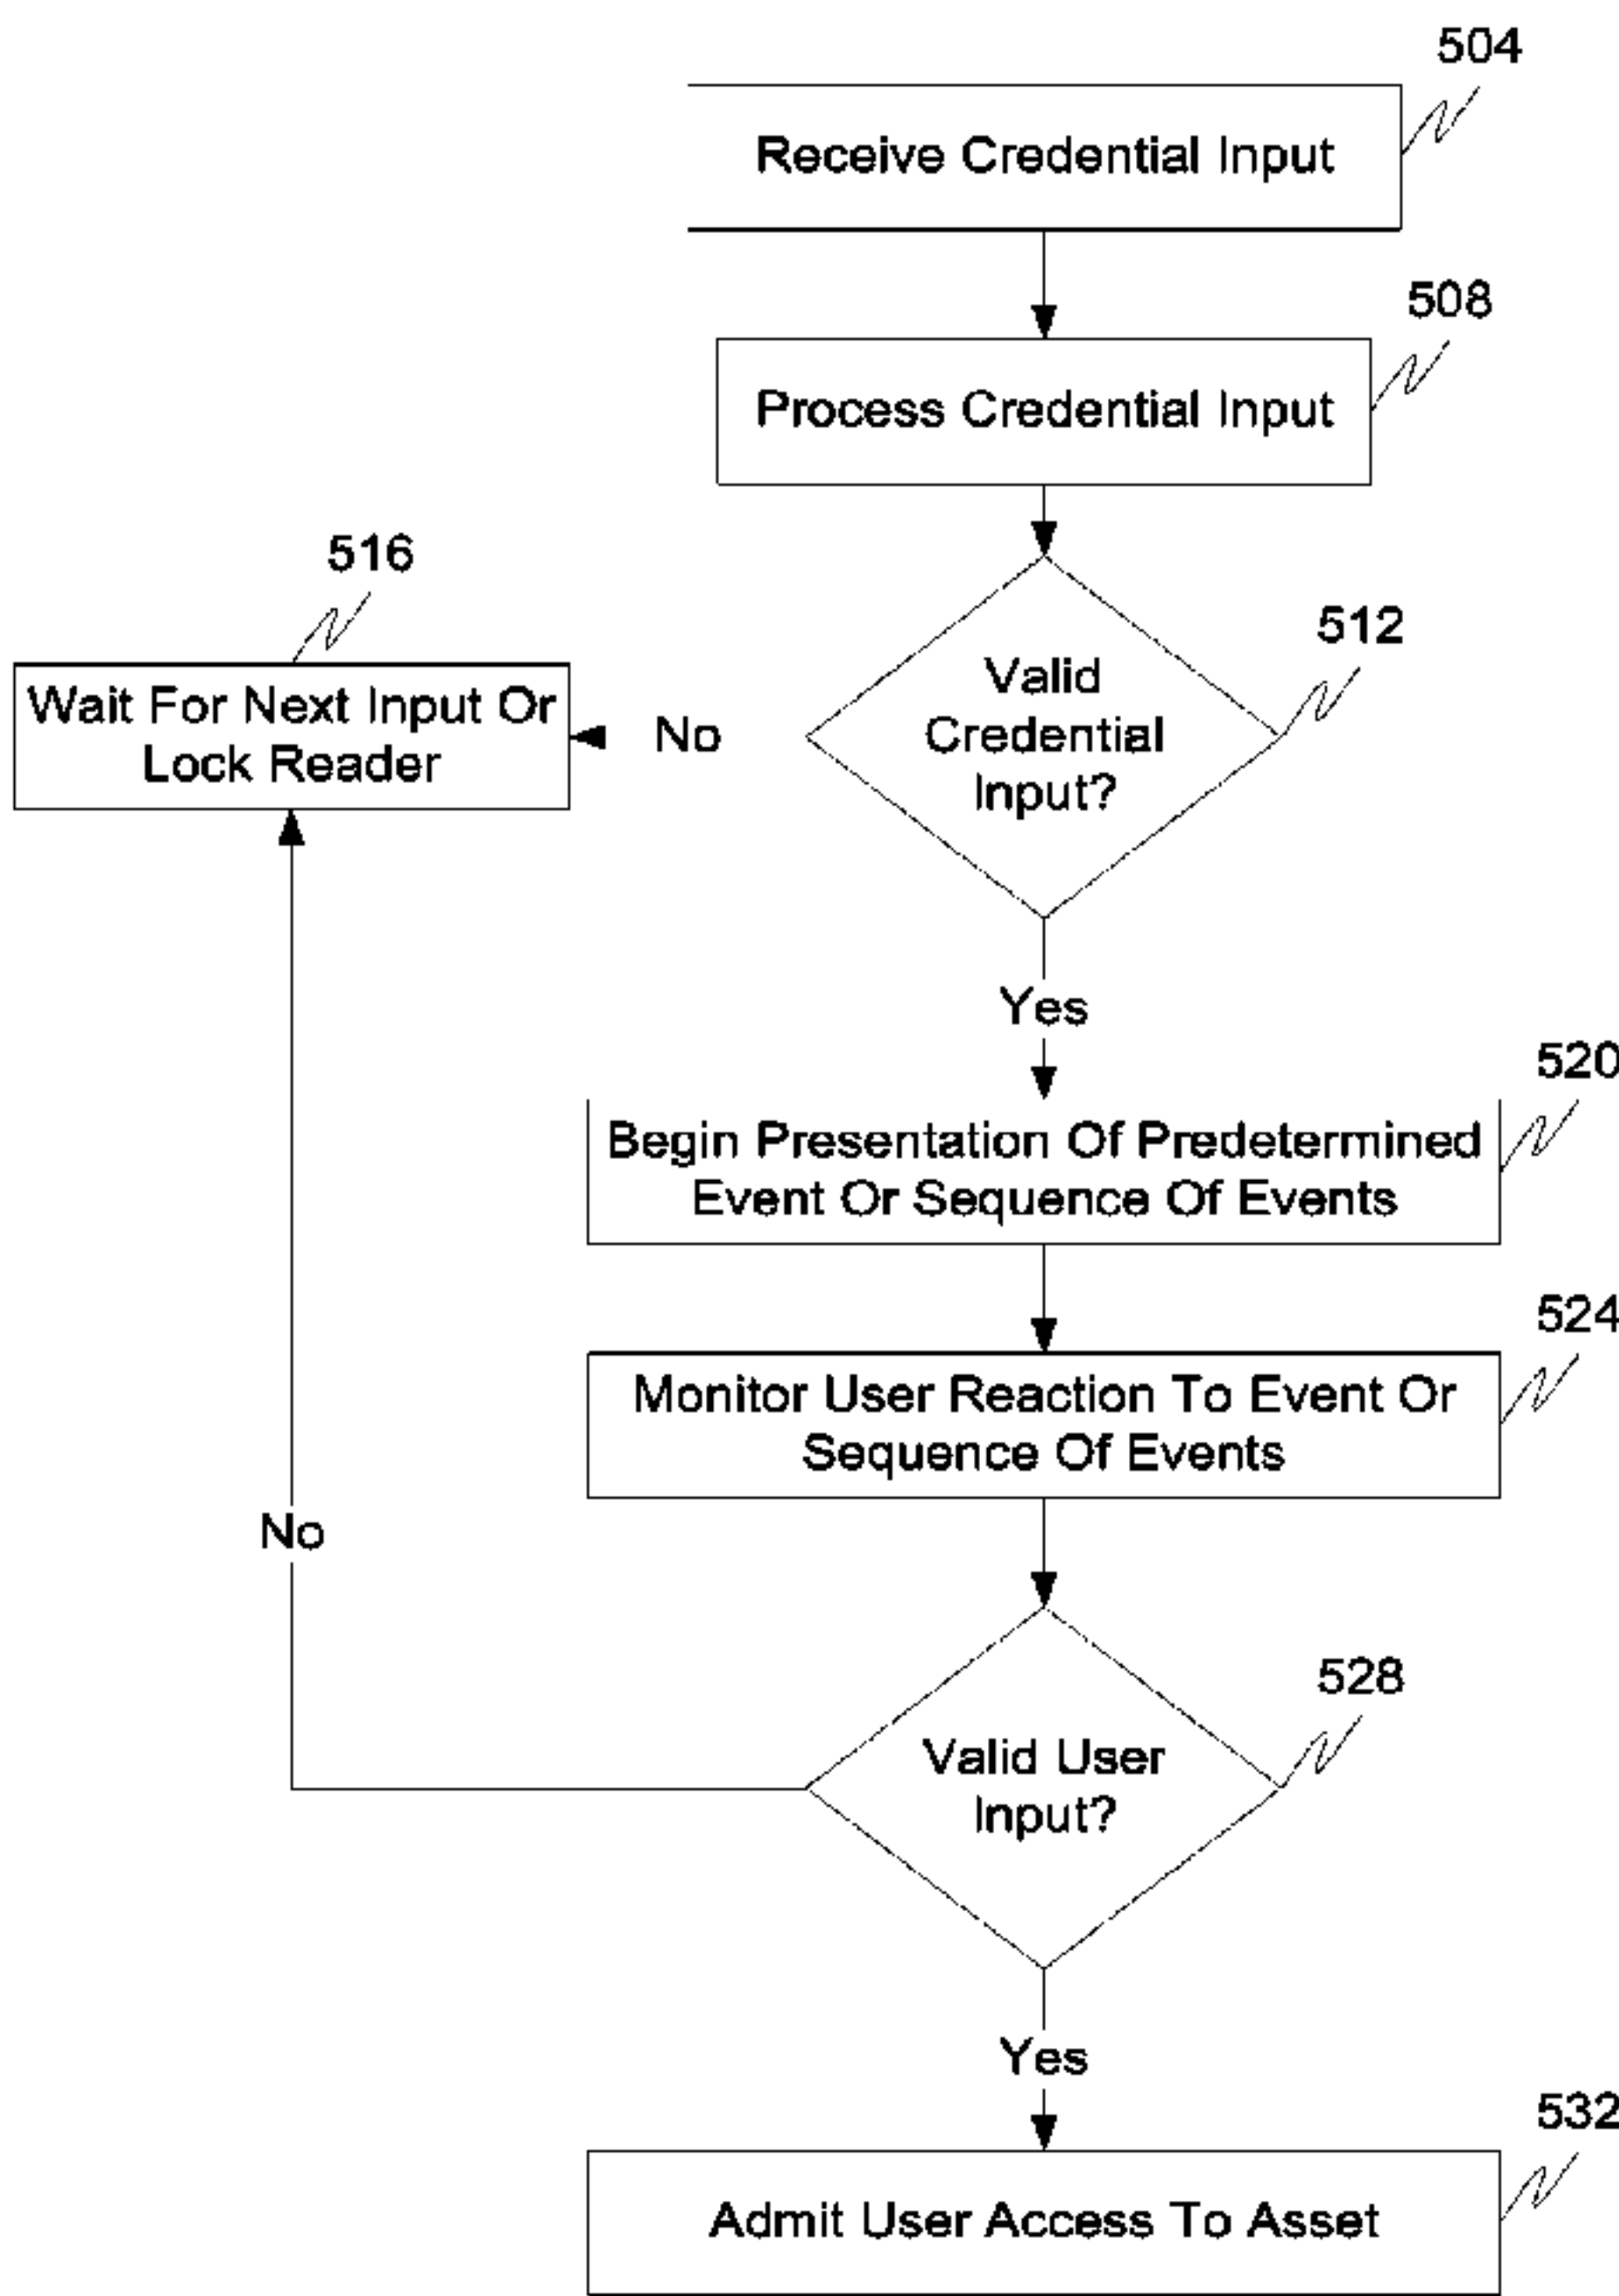 504
Receive Credential Input
508
Process Credential Input
516
Wait For Next Input Or
Lock Reader
No
512
Valid
Credential
Input?
Yes
520
Begin Presentation Of Predetermined
Event Or Sequence Of Events
524
Monitor User Reaction To Event Or
Sequence Of Events
No
528
Valid User
Input?
Yes
532
Admit User Access To Asset